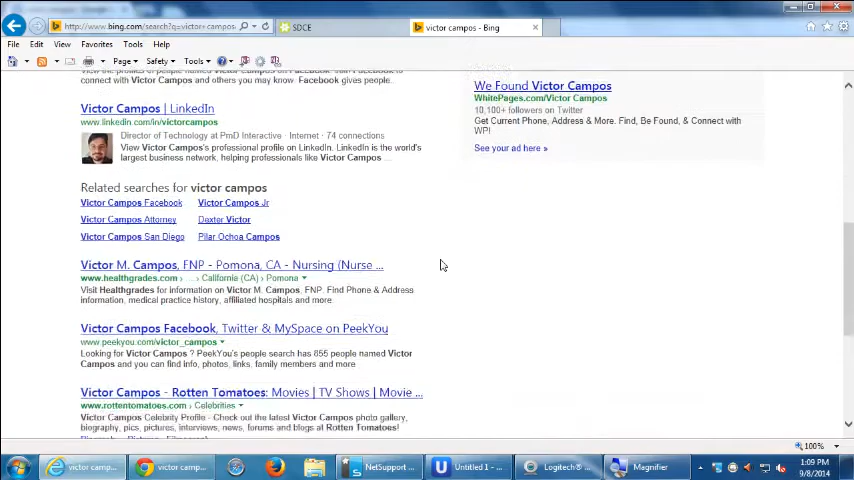 http://www.bing.com/search?q=victor+campos
SDCE
victor campos - Bing
File Edit View Favorites Tools Help
Page Safety Tools
connect with Victor Campos and others you may know. Facebook gives people.
Victor Campos | LinkedIn
www.linkedin.com/in/victorcampos
Director of Technology at PmD Interactive · Internet · 74 connections
View Victor Campos's professional profile on LinkedIn. LinkedIn is the world's
largest business network, helping professionals like Victor Campos ...
Related searches for victor campos
Victor Campos Facebook Victor Campos Jr
Victor Campos Attorney Dexter Victor
Victor Campos San Diego Pilar Ochoa Campos
Victor M. Campos, FNP - Pomona, CA - Nursing (Nurse ...
www.healthgrades.com › ... › California (CA) › Pomona
Visit Healthgrades for information on Victor M. Campos, FNP. Find Phone & Address
information, medical practice history, affiliated hospitals and more
Victor Campos Facebook, Twitter & MySpace on PeekYou
www.peekyou.com/victor_campos
Looking for Victor Campos ? PeekYou's people search has 855 people named Victor
Campos and you can find info, photos, links, family members and more
Victor Campos - Rotten Tomatoes: Movies | TV Shows | Movie ...
www.rottentomatoes.com › Celebrities
Victor Campos Celebrity Profile - Check out the latest Victor Campos photo gallery,
biography, pics, pictures, interviews, news, forums and blogs at Rotten Tomatoes!
We Found Victor Campos
WhitePages.com/Victor Campos
10,100+ followers on Twitter
Get Current Phone, Address & More. Find, Be Found, & Connect with
WP!
See your ad here »
100%
victor camp... victor campos... NetSupport ... Untitled 1 - ... Logitech® ... Magnifier
1:09 PM
9/8/2014